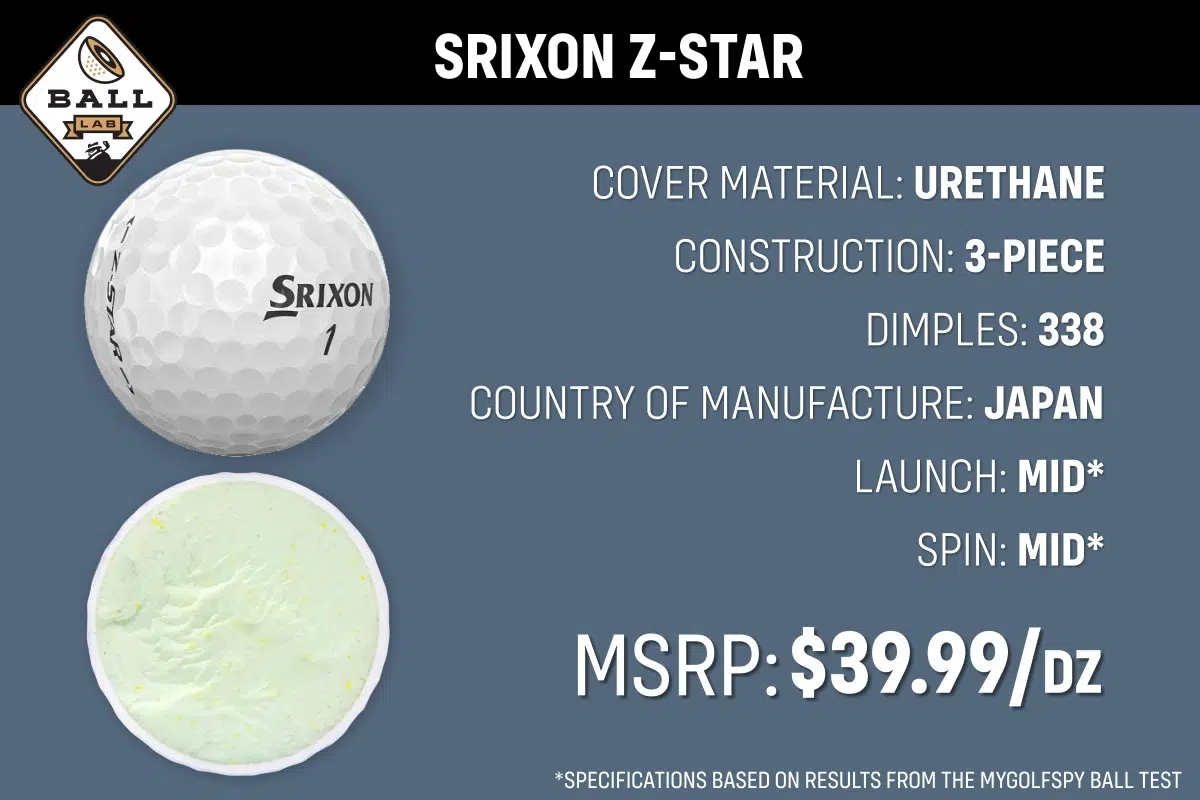 SRIXON Z-STAR
BALL
LAB
COVER MATERIAL: URETHANE
CONSTRUCTION: 3-PIECE
DIMPLES: 338
COUNTRY OF MANUFACTURE: JAPAN
LAUNCH: MID*
SPIN: MID*
MSRP: $39.99/DZ
Z-STAR
SRIXON
1
*SPECIFICATIONS BASED ON RESULTS FROM THE MYGOLFSPY BALL TEST